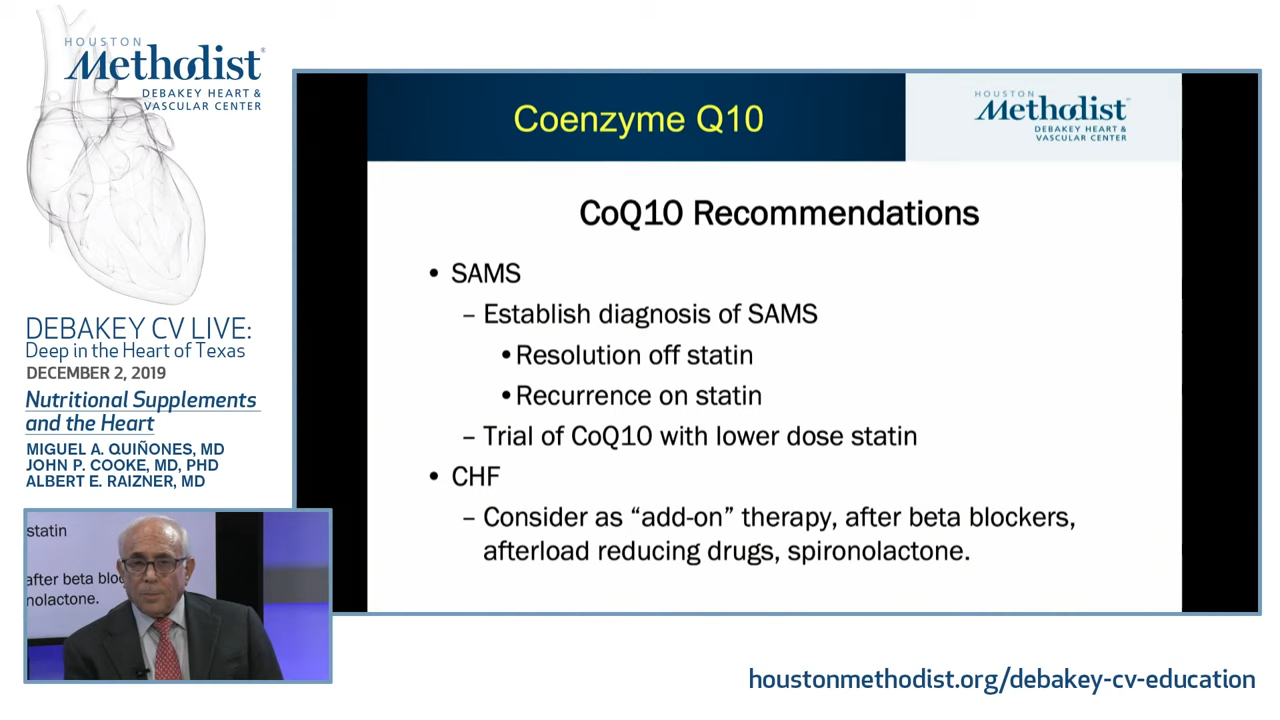 HOUSTON
Methodist
DEBAKEY HEART &
VASCULAR CENTER
DEBAKEY CV LIVE:
Deep in the Heart of Texas
DECEMBER 2, 2019
Nutritional Supplements
and the Heart
MIGUEL A. QUIÑONES, MD
JOHN P. COOKE, MD, PHD
ALBERT E. RAIZNER, MD
statin
after beta bloc
nolactone.
Coenzyme Q10
HOUSTON
Methodist
DEBAKEY HEART &
VASCULAR CENTER
CoQ10 Recommendations
• SAMS
– Establish diagnosis of SAMS
• Resolution off statin
• Recurrence on statin
– Trial of CoQ10 with lower dose statin
• CHF
– Consider as “add-on” therapy, after beta blockers,
afterload reducing drugs, spironolactone.
houstonmethodist.org/debakey-cv-education